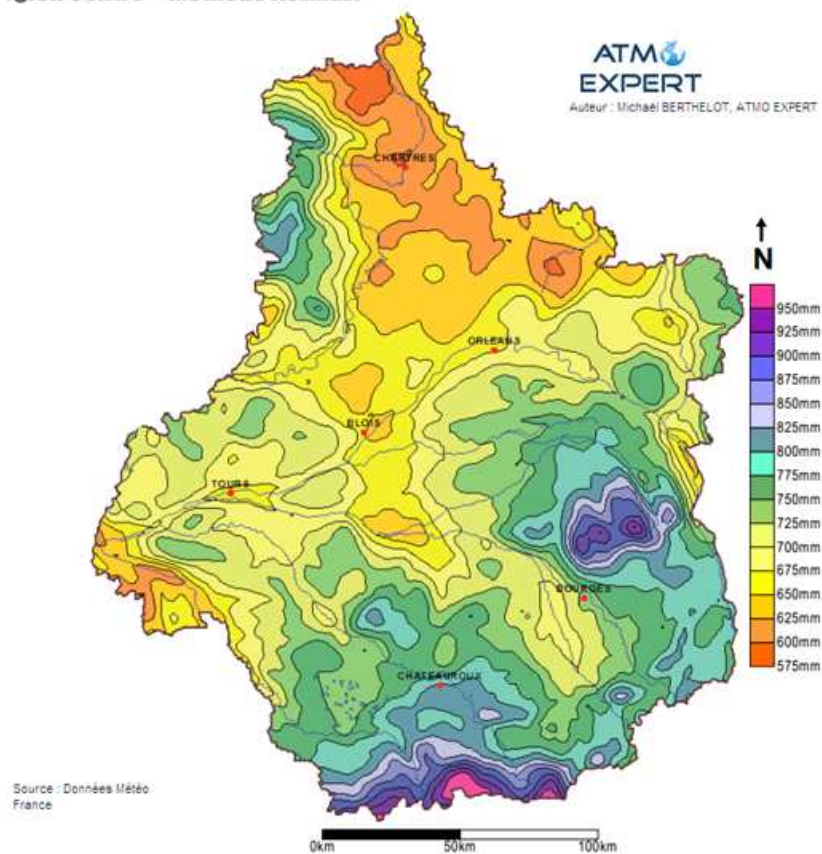 ATMO
EXPERT
Auteur : Michaël BERTHELOT, ATMO EXPERT
CHARTRES
N
950mm
925mm
900mm
875mm
850mm
825mm
800mm
775mm
750mm
725mm
700mm
675mm
650mm
625mm
600mm
575mm
ORLEANS
BLOIS
TOURS
BOURGES
CHATEAUROUX
Source : Données Météo
France
0km 50km 100km